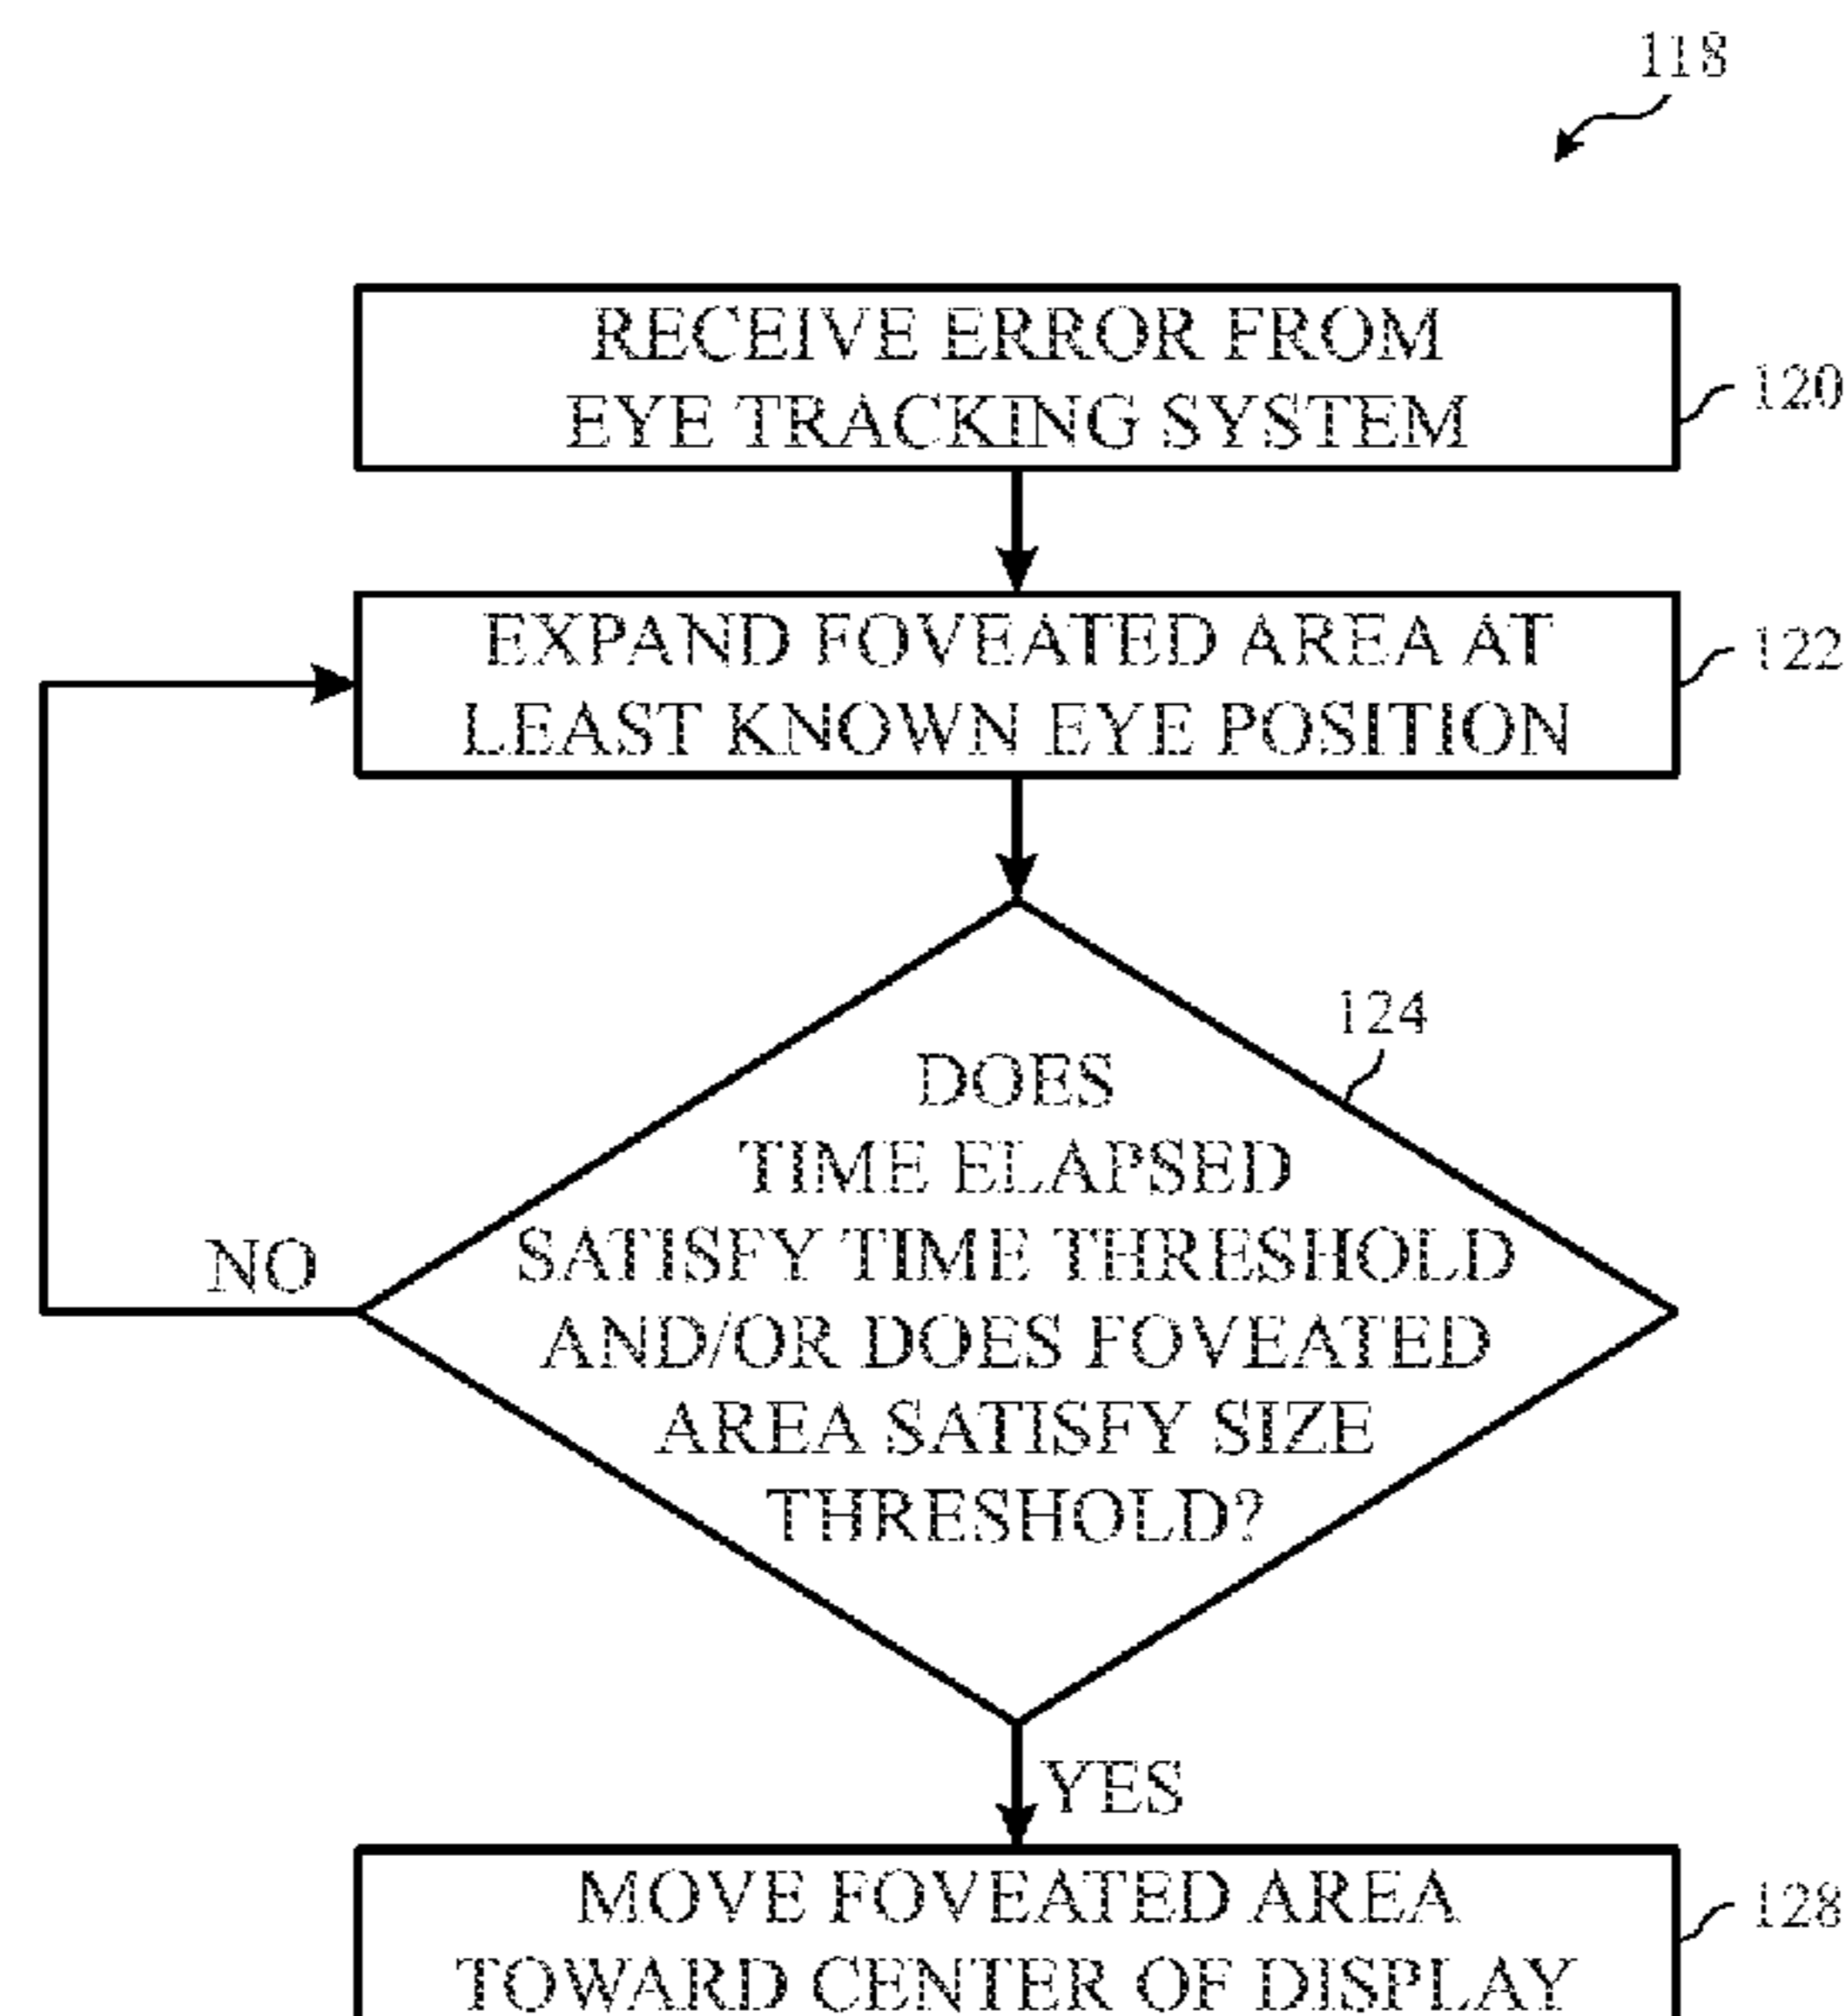 118
RECEIVE ERROR FROM
EYE TRACKING SYSTEM
120
EXPAND FOVEATED AREA AT
LEAST KNOWN EYE POSITION
122
124
DOES
TIME ELAPSED
SATISFY TIME THRESHOLD
AND/OR DOES FOVEATED
AREA SATISFY SIZE
THRESHOLD?
NO
YES
MOVE FOVEATED AREA
TOWARD CENTER OF DISPLAY
128